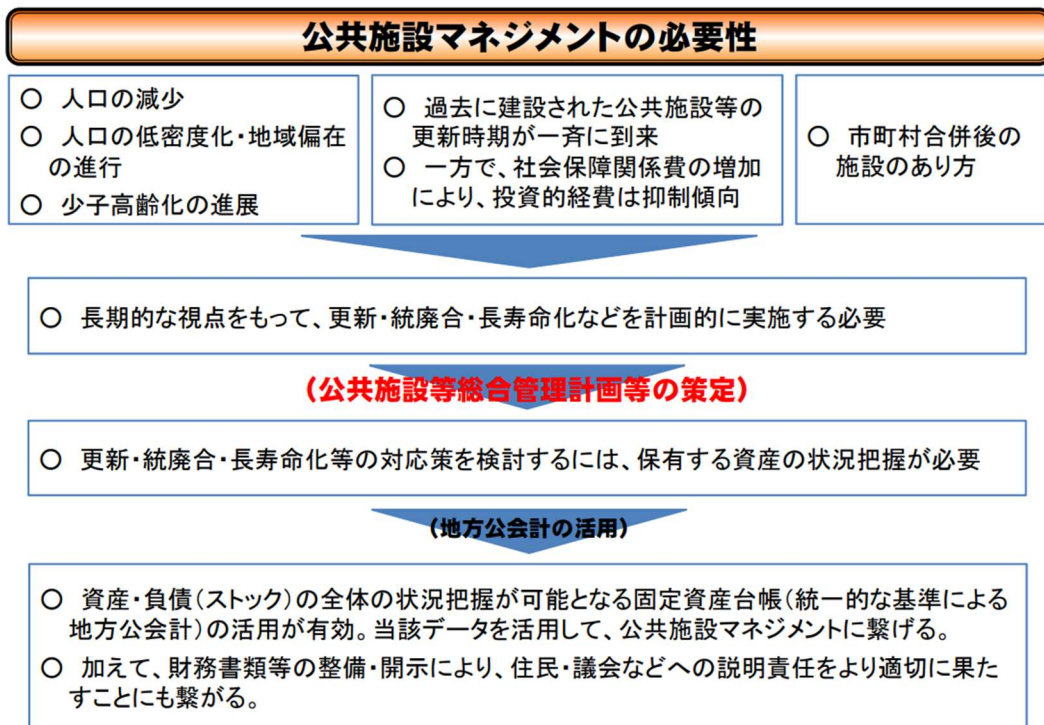 公共施設マネジメントの必要性
○ 人口の減少
○ 人口の低密度化・地域偏在
の進行
○ 少子高齢化の進展
○ 過去に建設された公共施設等の
更新時期が一斉に到来
○ 一方で、社会保障関係費の増加
により、投資的経費は抑制傾向
○ 市町村合併後の
施設のあり方
○ 長期的な視点をもって、更新・統廃合・長寿命化などを計画的に実施する必要
(公共施設等総合管理計画等の策定)
○ 更新・統廃合・長寿命化等の対応策を検討するには、保有する資産の状況把握が必要
(地方公会計の活用)
○ 資産・負債(ストック)の全体の状況把握が可能となる固定資産台帳(統一的な基準による
地方公会計)の活用が有効。当該データを活用して、公共施設マネジメントに繋げる。
○ 加えて、財務書類等の整備・開示により、住民・議会などへの説明責任をより適切に果た
すことにも繋がる。